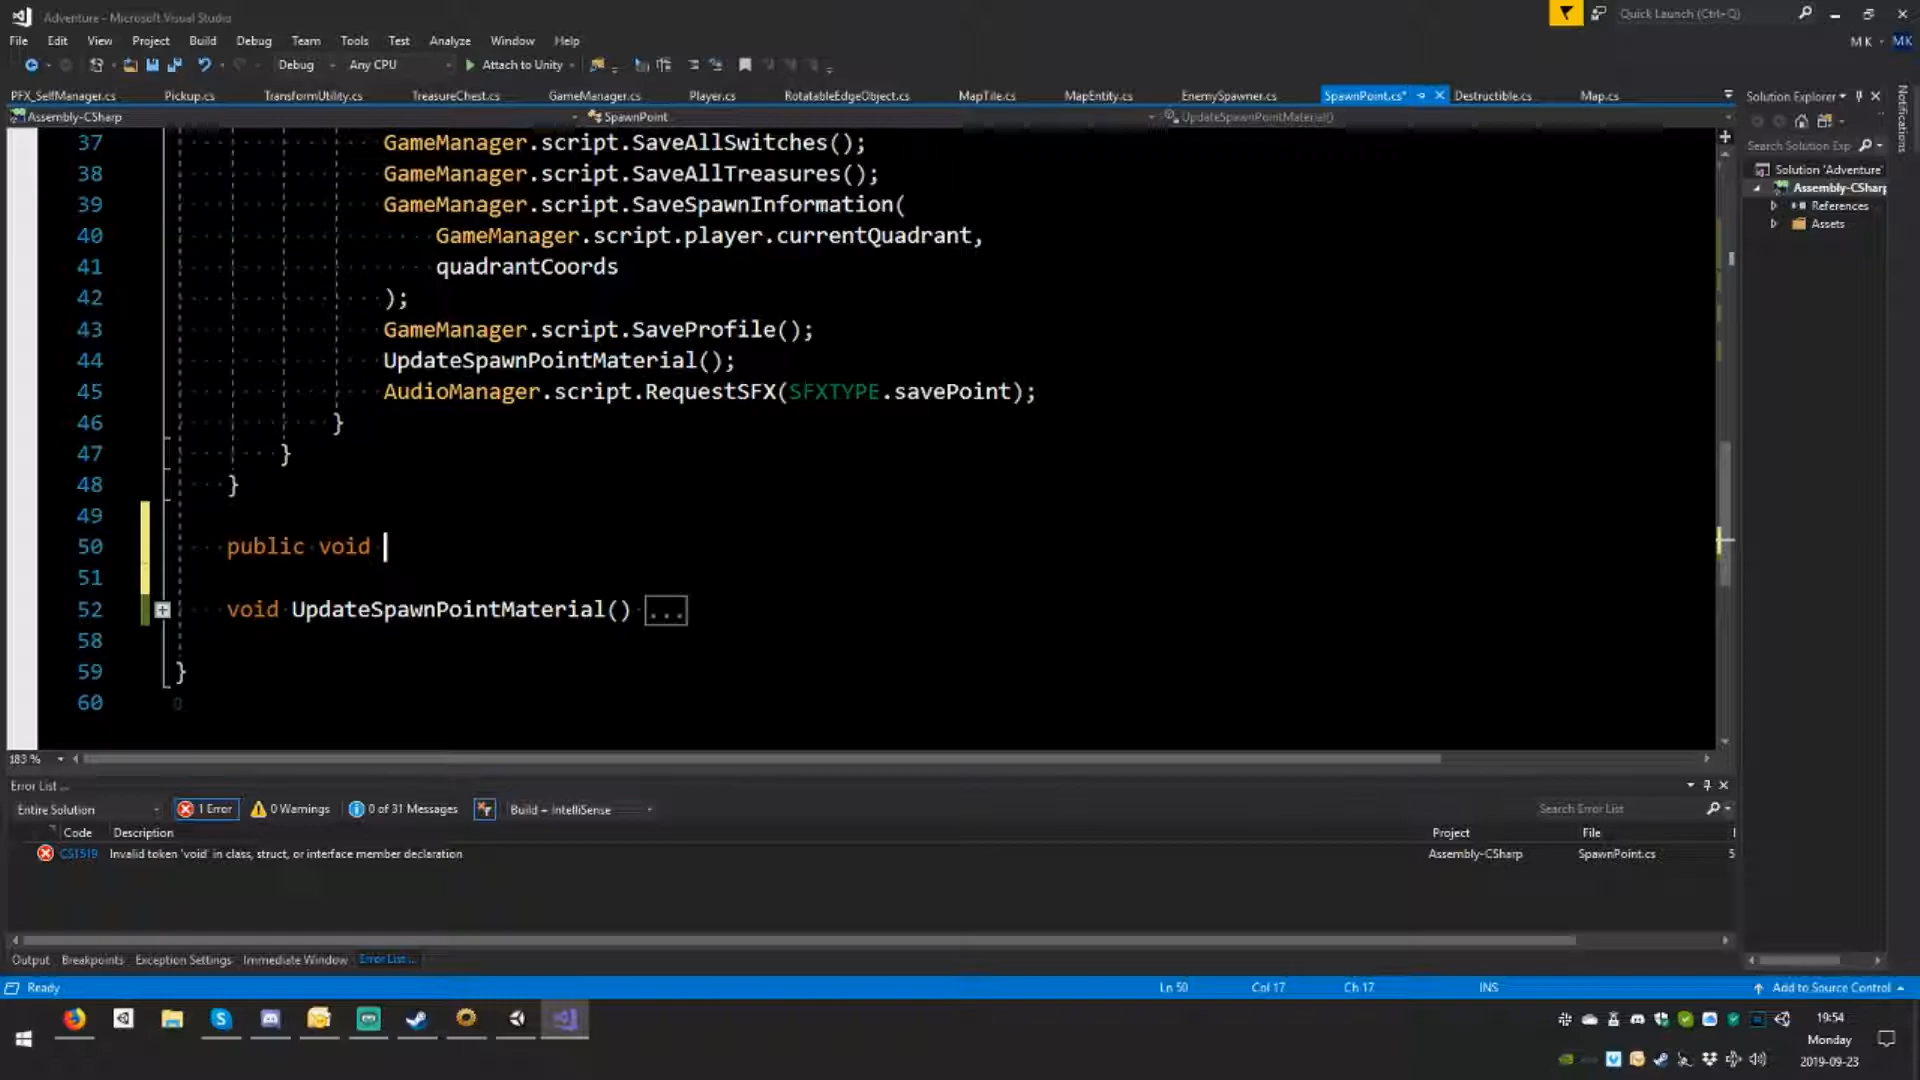 Adventure - Microsoft Visual Studio
Quick Launch (Ctrl+Q)
File Edit View Project Build Debug Team Tools Test Analyze Window Help
M K MK
Debug Any CPU Attach to Unity
PFX_SelfManager.cs Pickup.cs TransformUtility.cs TreasureChest.cs GameManager.cs Player.cs RotatableEdgeObject.cs MapTile.cs MapEntity.cs EnemySpawner.cs SpawnPoint.cs* Destructible.cs Map.cs
Solution Explorer
Notifications
Assembly-CSharp SpawnPoint UpdateSpawnPointMaterial()
Search Solution Exp
Solution 'Adventure'
Assembly-CSharp
References
Assets
37 GameManager.script.SaveAllSwitches();
38 GameManager.script.SaveAllTreasures();
39 GameManager.script.SaveSpawnInformation(
40 GameManager.script.player.currentQuadrant,
41 quadrantCoords
42 );
43 GameManager.script.SaveProfile();
44 UpdateSpawnPointMaterial();
45 AudioManager.script.RequestSFX(SFXTYPE.savePoint);
46 }
47 }
48 }
49
50 public void
51
52 void UpdateSpawnPointMaterial() ...
58
59 }
60
183 %
Error List ...
Entire Solution 1 Error 0 Warnings 0 of 31 Messages Build + IntelliSense Search Error List
Code Description Project File
CS1519 Invalid token 'void' in class, struct, or interface member declaration Assembly-CSharp SpawnPoint.cs 5
Output Breakpoints Exception Settings Immediate Window Error List ...
Ready Ln 50 Col 17 Ch 17 INS Add to Source Control
19:54
Monday
2019-09-23